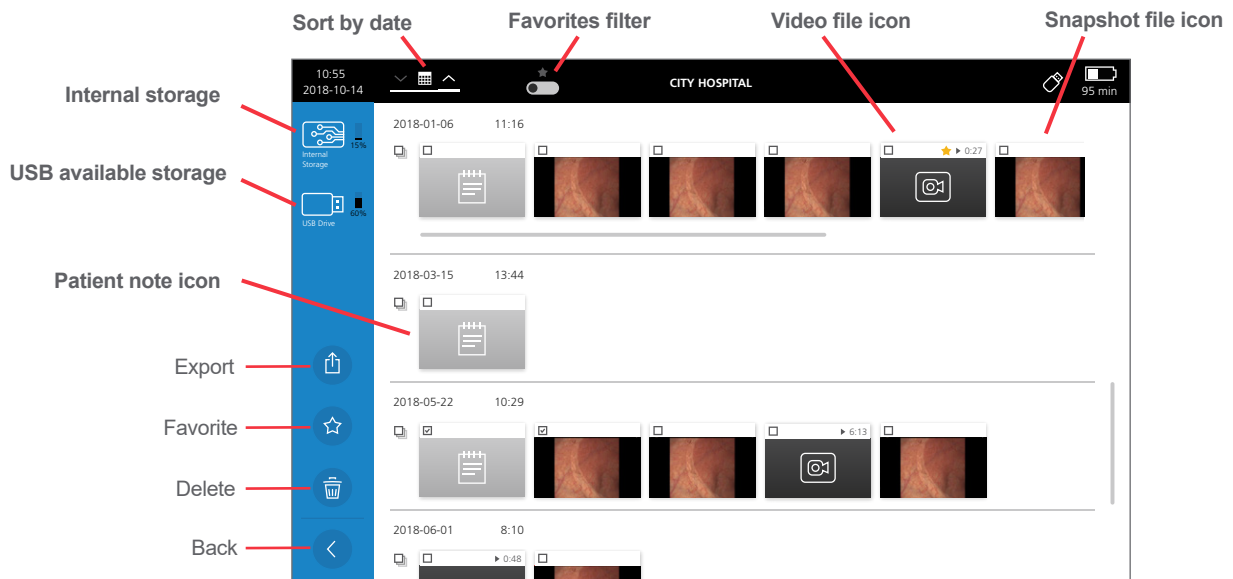 Sort by date
Favorites filter
Video file icon
Snapshot file icon
10:55
2018-10-14
CITY HOSPITAL
95 min
Internal storage
Internal
Storage
15%
USB available storage
USB Drive
60%
2018-01-06 11:16
0:27
Patient note icon
2018-03-15 13:44
Export
Favorite
2018-05-22 10:29
6:13
Delete
Back
2018-06-01 8:10
0:48